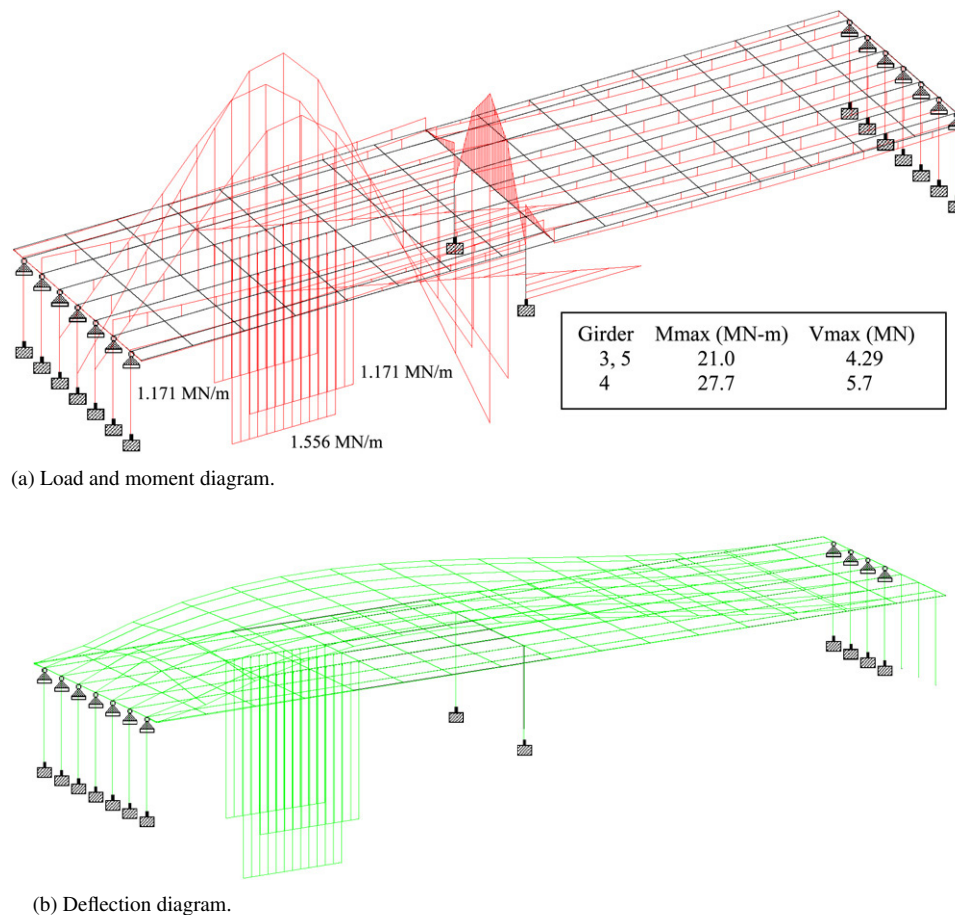 Girder Mmax (MN-m) Vmax (MN)
3, 5 21.0 4.29
4 27.7 5.7
1.171 MN/m
1.171 MN/m
1.556 MN/m
(a) Load and moment diagram.
(b) Deflection diagram.